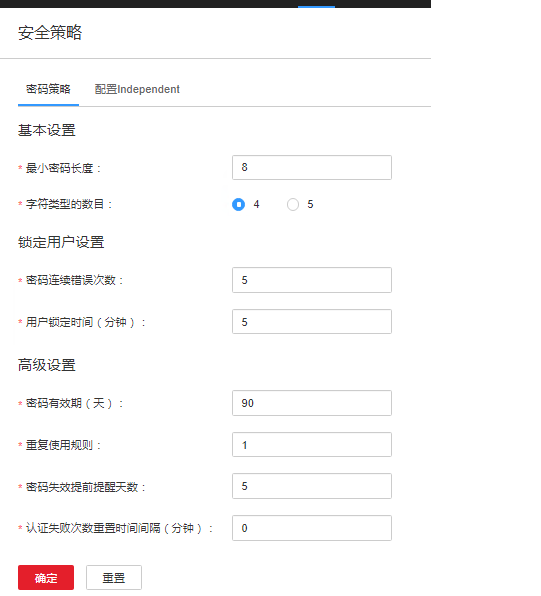 安全策略
密码策略 配置Independent
基本设置
* 最小密码长度： 8
* 字符类型的数目： 4 5
锁定用户设置
* 密码连续错误次数： 5
* 用户锁定时间（分钟）： 5
高级设置
* 密码有效期（天）： 90
* 重复使用规则： 1
* 密码失效提前提醒天数： 5
* 认证失败次数重置时间间隔（分钟）： 0
确定 重置